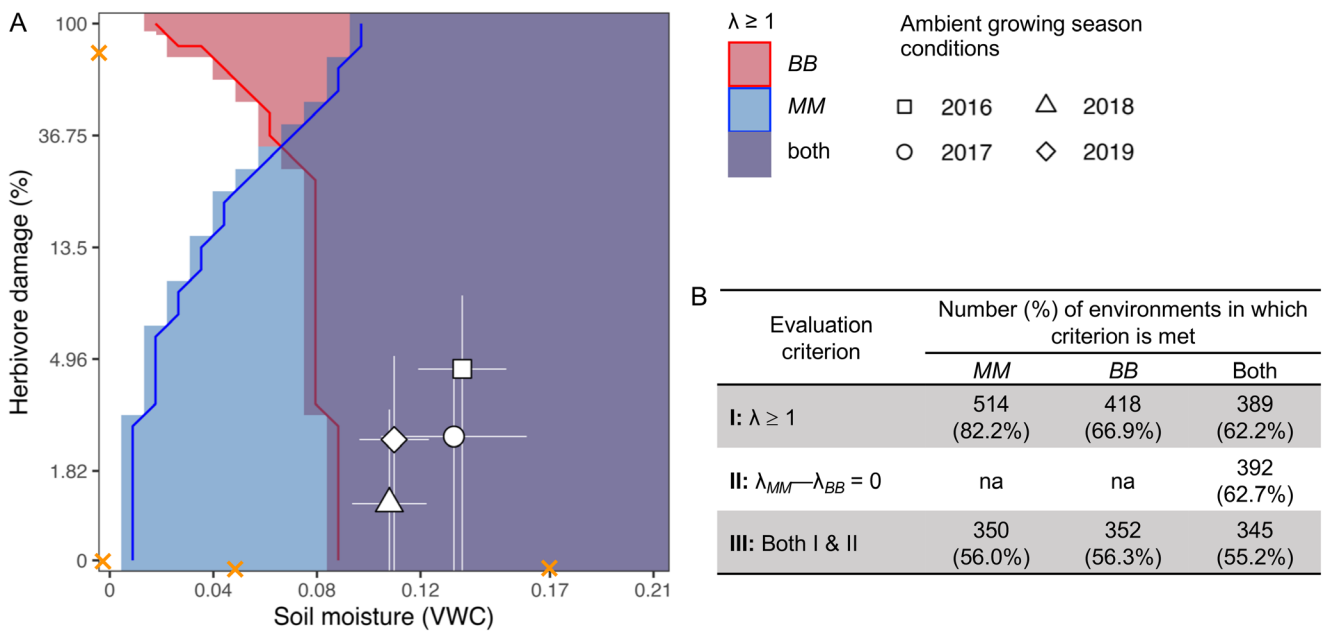 A
Herbivore damage (%)
100
36.75
13.5
4.96
1.82
0
0
0.04
0.08
0.12
0.17
0.21
Soil moisture (VWC)
λ ≥ 1
BB
MM
both
Ambient growing season
conditions
2016
2018
2017
2019
B
Evaluation
criterion
Number (%) of environments in which
criterion is met
MM
BB
Both
I: λ ≥ 1
514
(82.2%)
418
(66.9%)
389
(62.2%)
II: λMM—λBB = 0
na
na
392
(62.7%)
III: Both I & II
350
(56.0%)
352
(56.3%)
345
(55.2%)